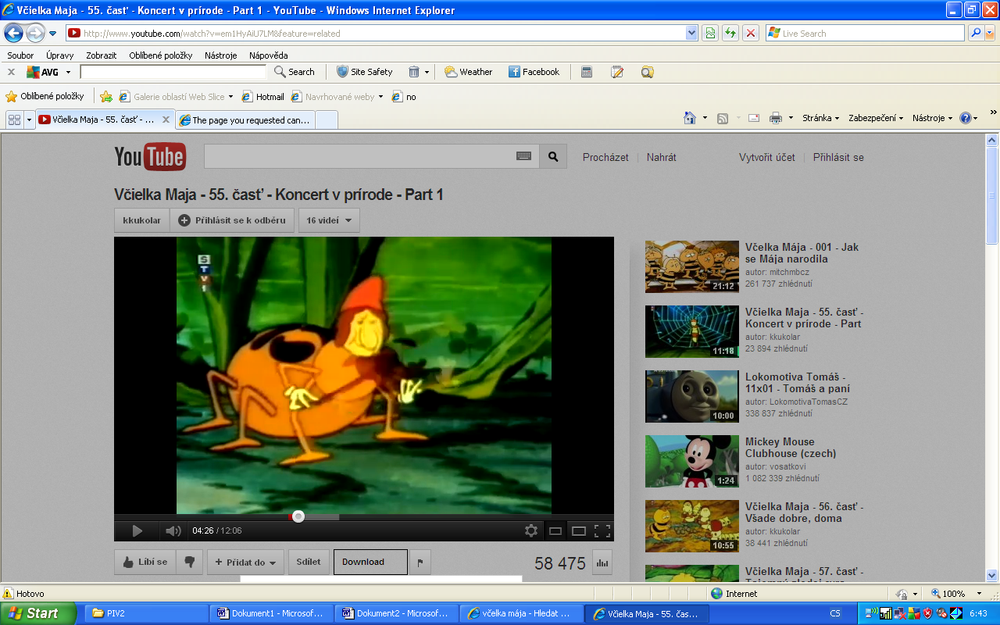 Včielka Maja - 55. časť - Koncert v prírode - Part 1 - YouTube - Windows Internet Explorer
http://www.youtube.com/watch?v=em1HyAiU7LM&feature=related
Live Search
Soubor Úpravy Zobrazit Oblíbené položky Nástroje Nápověda
AVG Search Site Safety Weather Facebook
Oblíbené položky Galerie oblastí Web Slice Hotmail Navrhované weby no
Včielka Maja - 55. časť - ... The page you requested can... Stránka Zabezpečení Nástroje »
YouTube Procházet Nahrát Vytvořit účet Přihlásit se
Včielka Maja - 55. časť - Koncert v prírode - Part 1
kkukolar Přihlásit se k odběru 16 videí
STV1
04:26 / 12:06
Líbí se Přidat do Sdílet Download 58 475
Včelka Mája - 001 - Jak
se Mája narodila
autor: mitchmbcz
261 737 zhlédnutí
21:12
Včielka Maja - 55. časť -
Koncert v prírode - Part
autor: kkukolar
23 894 zhlédnutí
11:18
Lokomotiva Tomáš -
11x01 - Tomáš a paní
autor: LokomotivaTomasCZ
338 837 zhlédnutí
10:00
Mickey Mouse
Clubhouse (czech)
autor: vosatkovi
1 082 339 zhlédnutí
1:24
Včielka Maja - 56. časť -
Všade dobre, doma
autor: kkukolar
38 441 zhlédnutí
10:55
Včielka Maja - 57. časť -
Hotovo Internet 100%
Start PIV2 Dokument1 - Microsof... Dokument2 - Microsof... včelka mája - Hledat ... Včielka Maja - 55. čas... CS 6:43